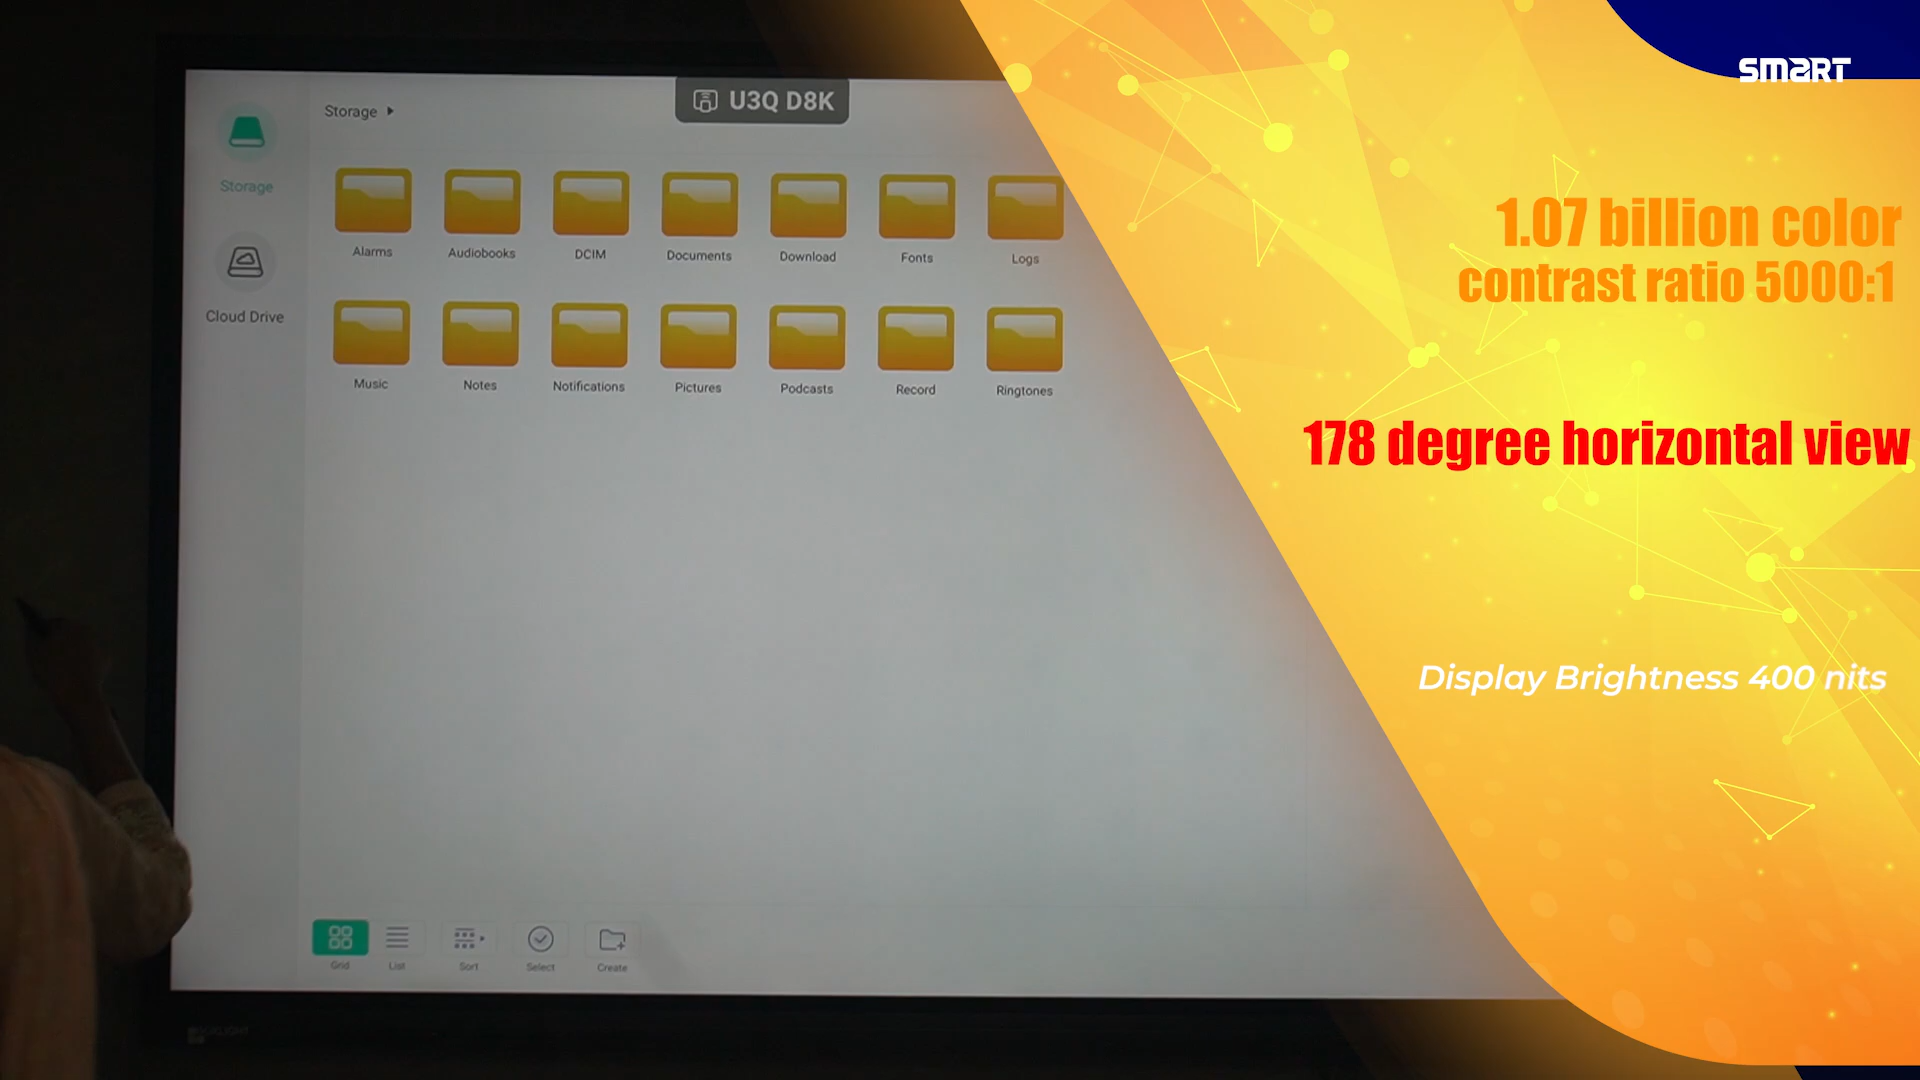 Storage
U3Q D8K
Storage
Cloud Drive
Alarms
Audiobooks
DCIM
Documents
Download
Fonts
Logs
Music
Notes
Notifications
Pictures
Podcasts
Record
Ringtones
Grid
List
Sort
Select
Create
smart
1.07 billion color
contrast ratio 5000:1
178 degree horizontal view
Display Brightness 400 nits